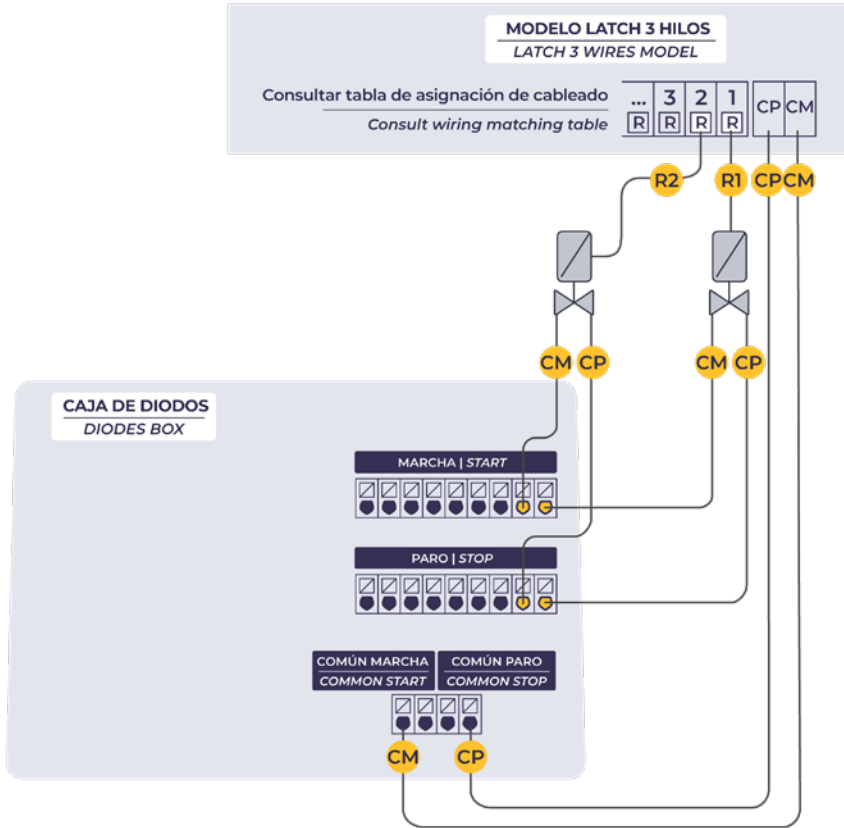 MODELO LATCH 3 HILOS
LATCH 3 WIRES MODEL
Consultar tabla de asignación de cableado
Consult wiring matching table
... 3 2 1 CP CM
R R R R
R2 R1 CP CM
CM CP CM CP
CAJA DE DIODOS
DIODES BOX
MARCHA | START
PARO | STOP
COMÚN MARCHA
COMMON START
COMÚN PARO
COMMON STOP
CM CP